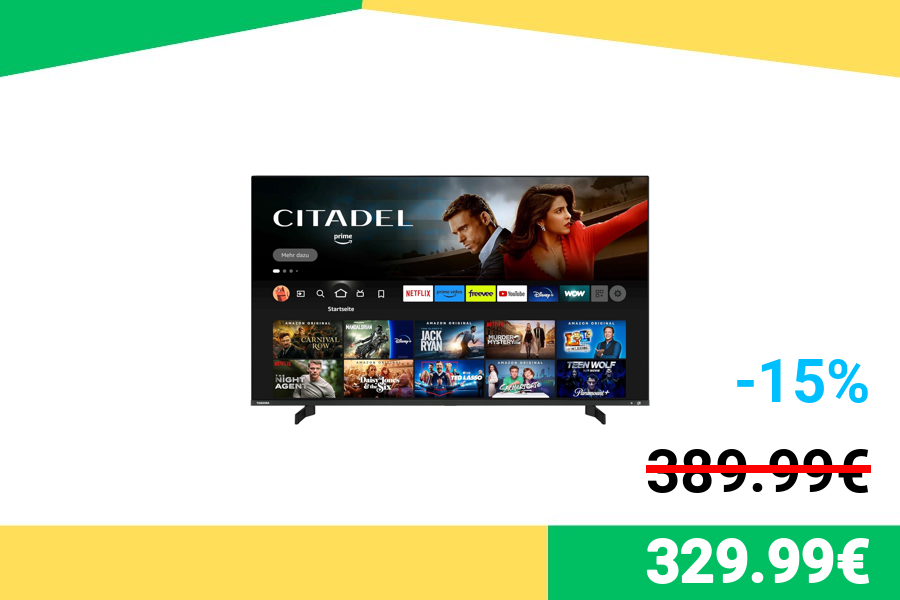 CITADEL
prime
Mehr dazu
NETFLIX
prime video
freevee
YouTube
Disney+
WOW
Startseite
AMAZON ORIGINAL
CARNIVAL ROW
MANDALORIAN
Disney+
AMAZON ORIGINAL
JACK RYAN
MURDER MYSTERY
AMAZON ORIGINAL
THE NIGHT AGENT
AMAZON ORIGINAL
Daisy Jones & the Six
TED LASSO
AMAZON ORIGINAL
TEEN WOLF
Paramount+
TOSHIBA
-15%
389.99€
329.99€